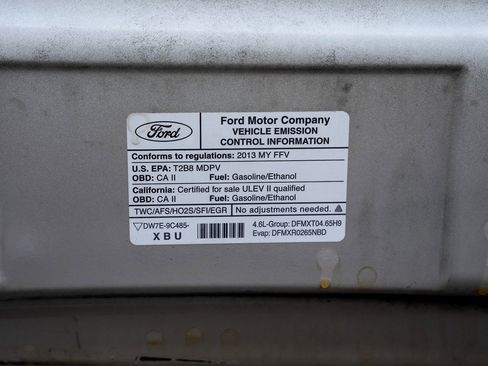 Ford
Ford Motor Company
VEHICLE EMISSION
CONTROL INFORMATION
Conforms to regulations: 2013 MY FFV
U.S. EPA: T2B8 MDPV
OBD: CA II Fuel: Gasoline/Ethanol
California: Certified for sale ULEV II qualified
OBD: CA II Fuel: Gasoline/Ethanol
TWC/AFS/HO2S/SFI/EGR No adjustments needed.
DW7E-9C485- 4.6L-Group: DFMXT04.65H9
XBU Evap: DFMXR0265NBD